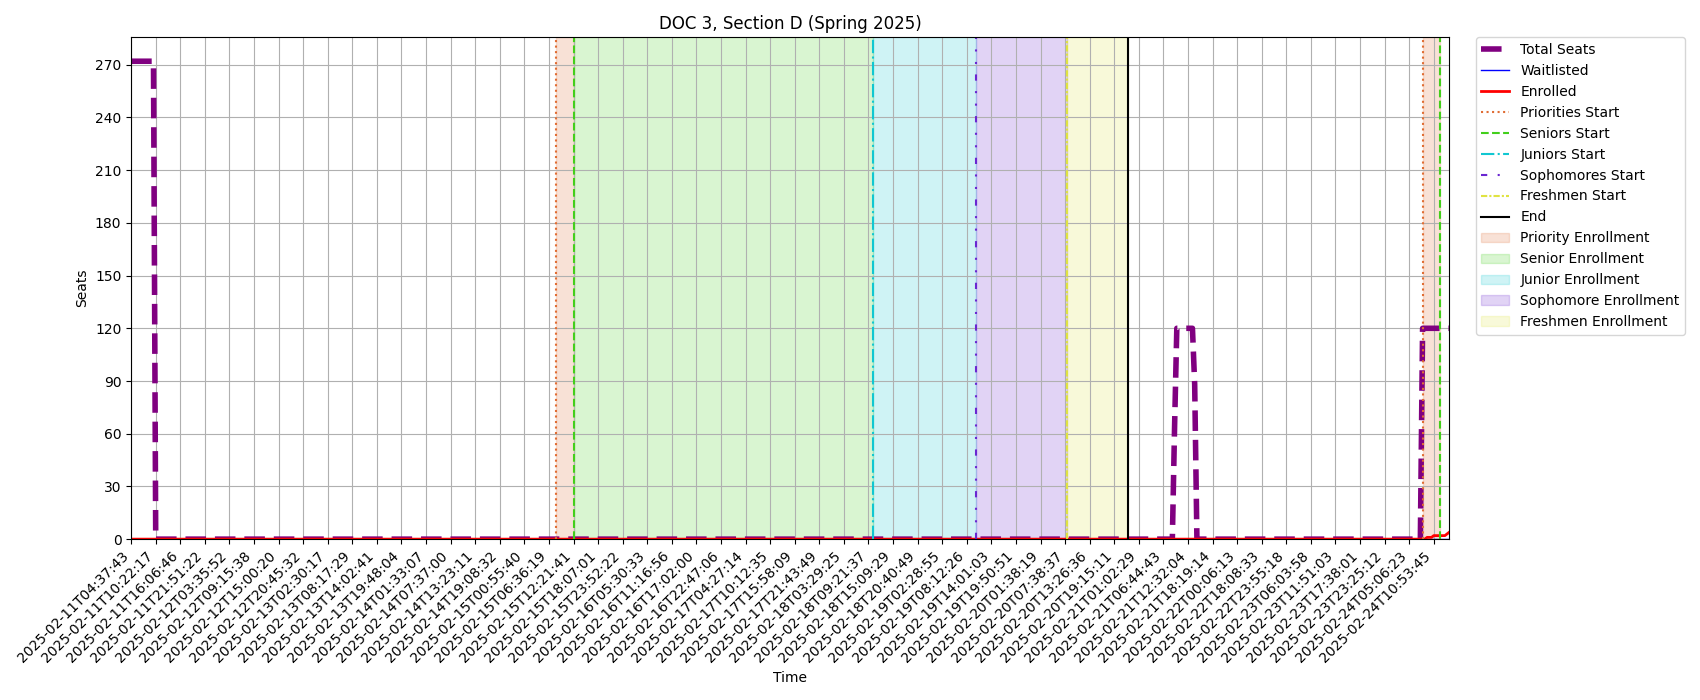 DOC 3, Section D (Spring 2025)
270
240
210
180
150
120
90
60
30
0
Seats
2025-02-11T04:37:43
2025-02-11T10:22:17
2025-02-11T16:06:46
2025-02-11T21:51:22
2025-02-12T03:35:52
2025-02-12T09:15:38
2025-02-12T15:00:20
2025-02-12T20:45:32
2025-02-13T02:30:17
2025-02-13T08:17:29
2025-02-13T14:02:41
2025-02-13T19:48:04
2025-02-14T01:33:07
2025-02-14T07:37:00
2025-02-14T13:23:11
2025-02-14T19:08:32
2025-02-15T00:55:40
2025-02-15T06:36:19
2025-02-15T12:21:41
2025-02-15T18:07:01
2025-02-15T23:52:22
2025-02-16T05:30:33
2025-02-16T11:16:56
2025-02-16T17:02:00
2025-02-16T22:47:06
2025-02-17T04:27:14
2025-02-17T10:12:35
2025-02-17T15:58:09
2025-02-17T21:43:49
2025-02-18T03:29:25
2025-02-18T09:21:37
2025-02-18T15:09:29
2025-02-18T20:40:49
2025-02-19T02:28:55
2025-02-19T08:12:26
2025-02-19T14:01:03
2025-02-19T19:50:51
2025-02-20T01:38:19
2025-02-20T07:38:37
2025-02-20T13:26:36
2025-02-20T19:15:11
2025-02-21T01:02:29
2025-02-21T06:44:43
2025-02-21T12:32:04
2025-02-21T18:19:14
2025-02-22T00:06:13
2025-02-22T18:08:33
2025-02-22T23:55:18
2025-02-23T06:03:58
2025-02-23T11:51:03
2025-02-23T17:38:01
2025-02-23T23:25:12
2025-02-24T05:06:23
2025-02-24T10:53:45
Time
Total Seats
Waitlisted
Enrolled
Priorities Start
Seniors Start
Juniors Start
Sophomores Start
Freshmen Start
End
Priority Enrollment
Senior Enrollment
Junior Enrollment
Sophomore Enrollment
Freshmen Enrollment